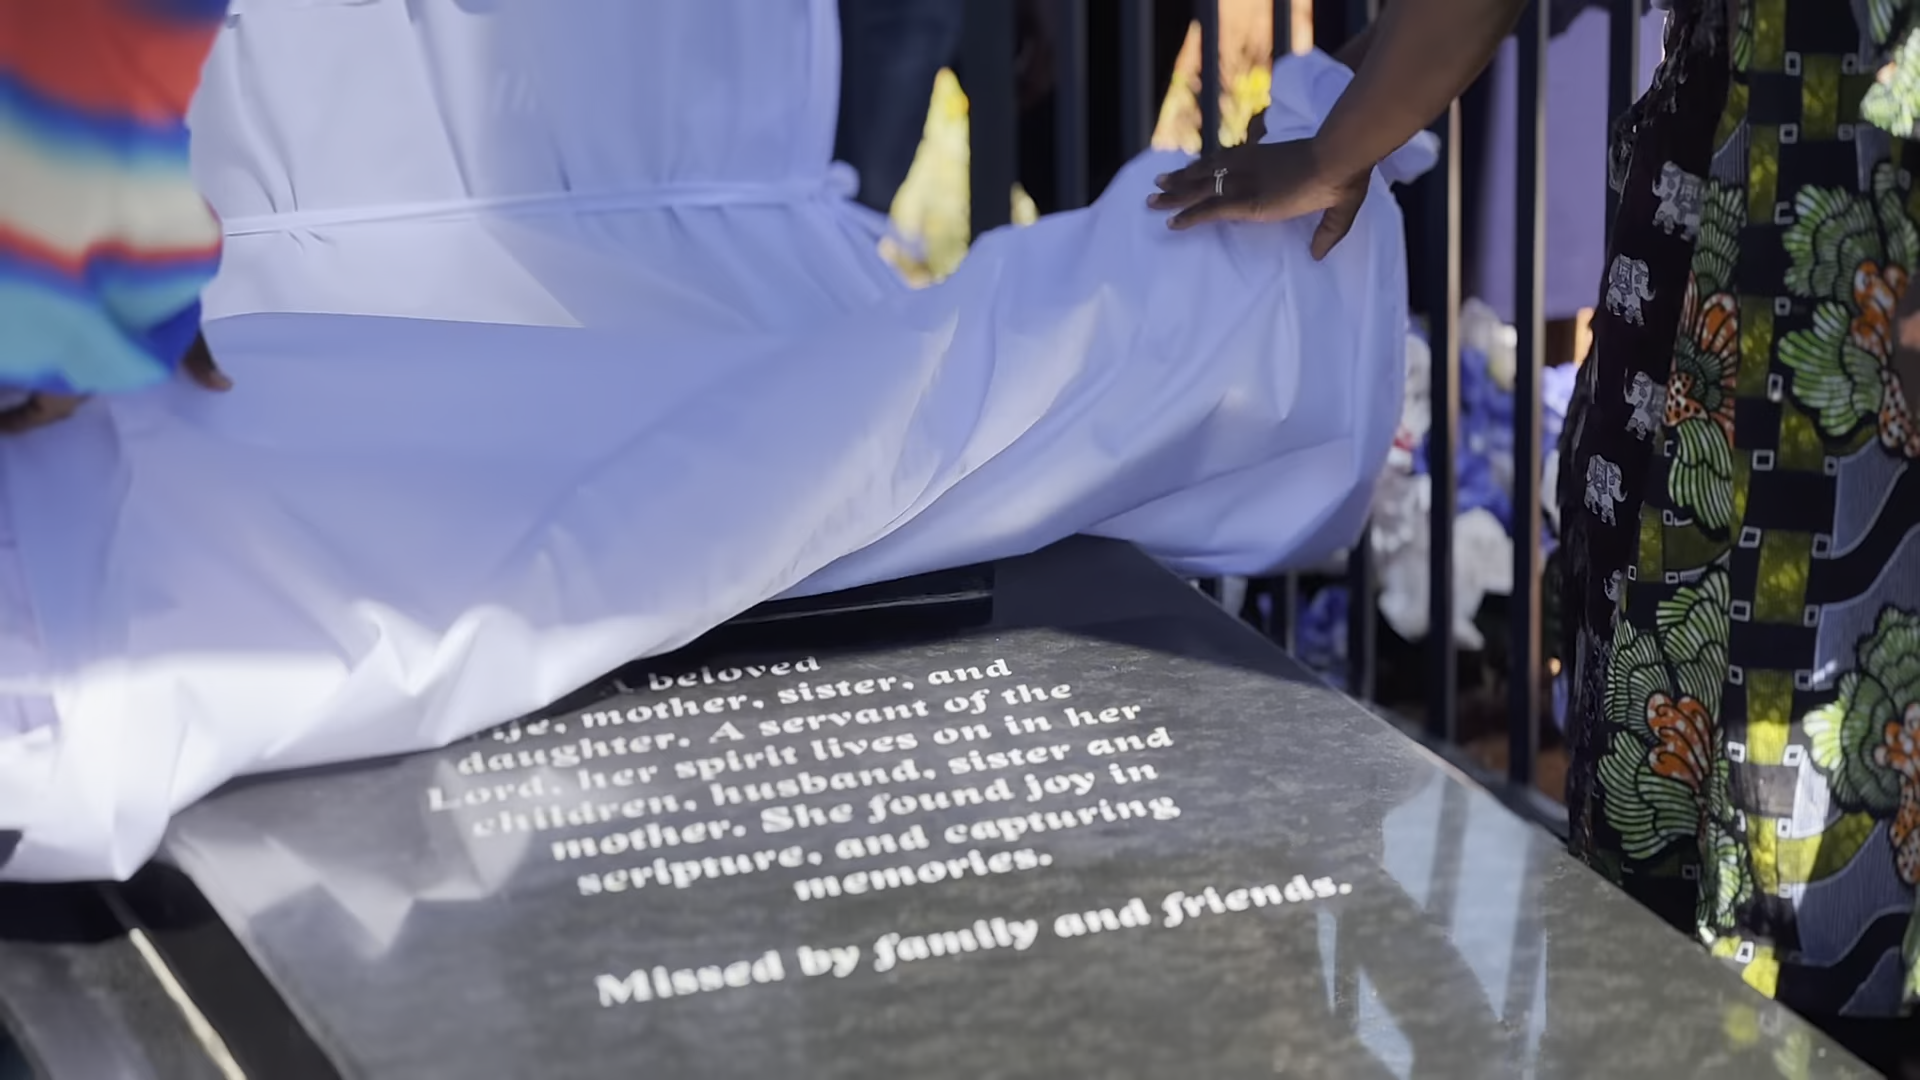 A beloved
mother, sister, and
daughter. A servant of the
Lord, her spirit lives on in her
children, husband, sister and
mother. She found joy in
scripture, and capturing
memories.
Missed by family and friends.